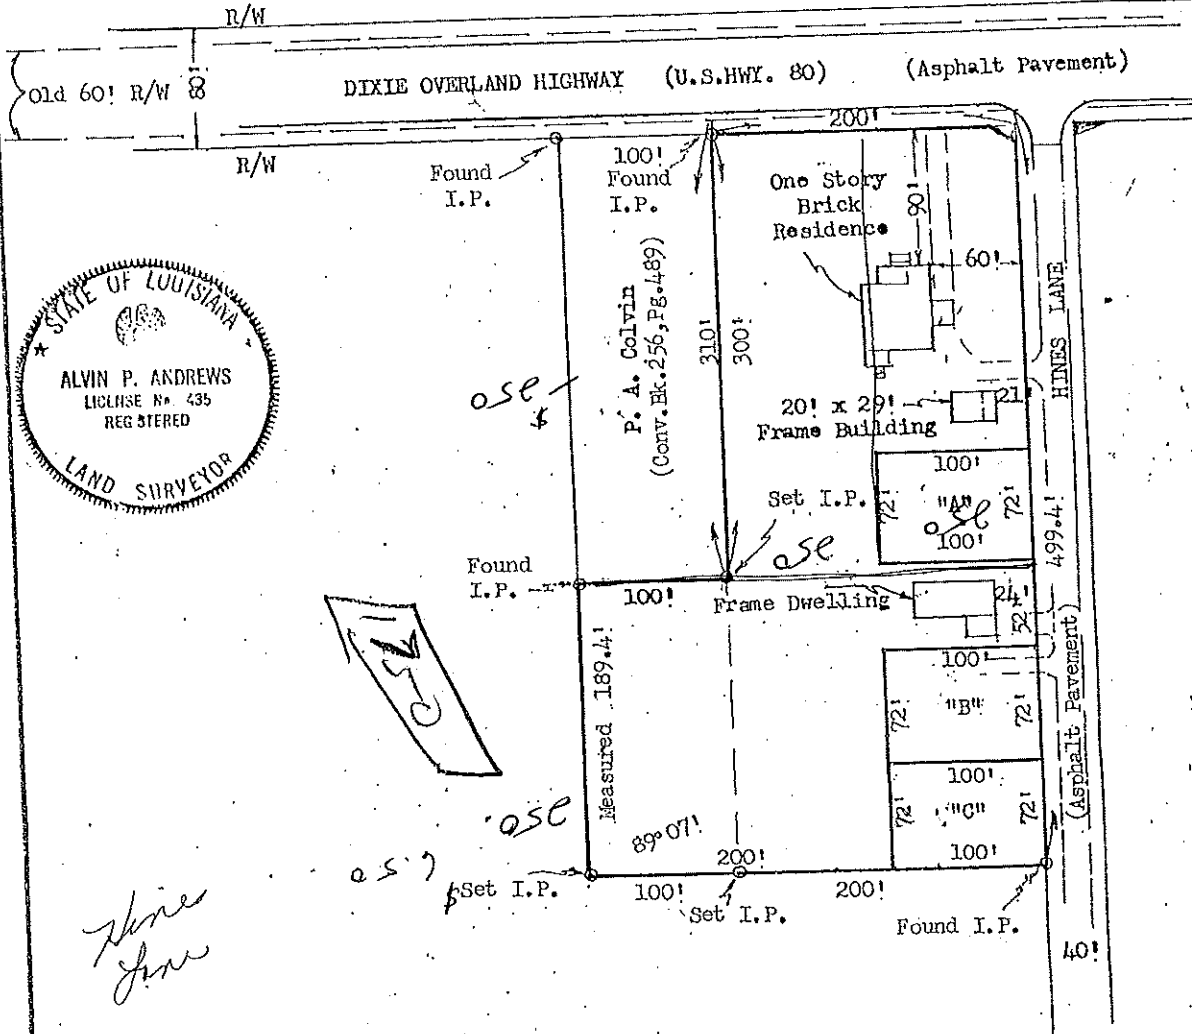 R/W
Old 60' R/W
80'
DIXIE OVERLAND HIGHWAY (U.S.HWY. 80) (Asphalt Pavement)
R/W
200'
100'
Found
I.P.
Found
I.P.
One Story
Brick
Residence
90'
60'
HINES LANE
STATE OF LOUISIANA
ALVIN P. ANDREWS
LICENSE No. 435
REGISTERED
LAND SURVEYOR
P. A. Colvin
(Conv.Bk.256,Pg.489)
310'
300'
20' x 29'
Frame Building
21'
100'
72'
"A"
72'
100'
Set I.P.
499.4'
Found
I.P.
100'
Frame Dwelling
24'
52'
Measured 189.4'
100'
72'
"B"
72'
(Asphalt Pavement)
100'
72'
"C"
72'
100'
89°07'
200'
Set I.P.
100'
Set I.P.
200'
Found I.P.
40'
Hines
Lane